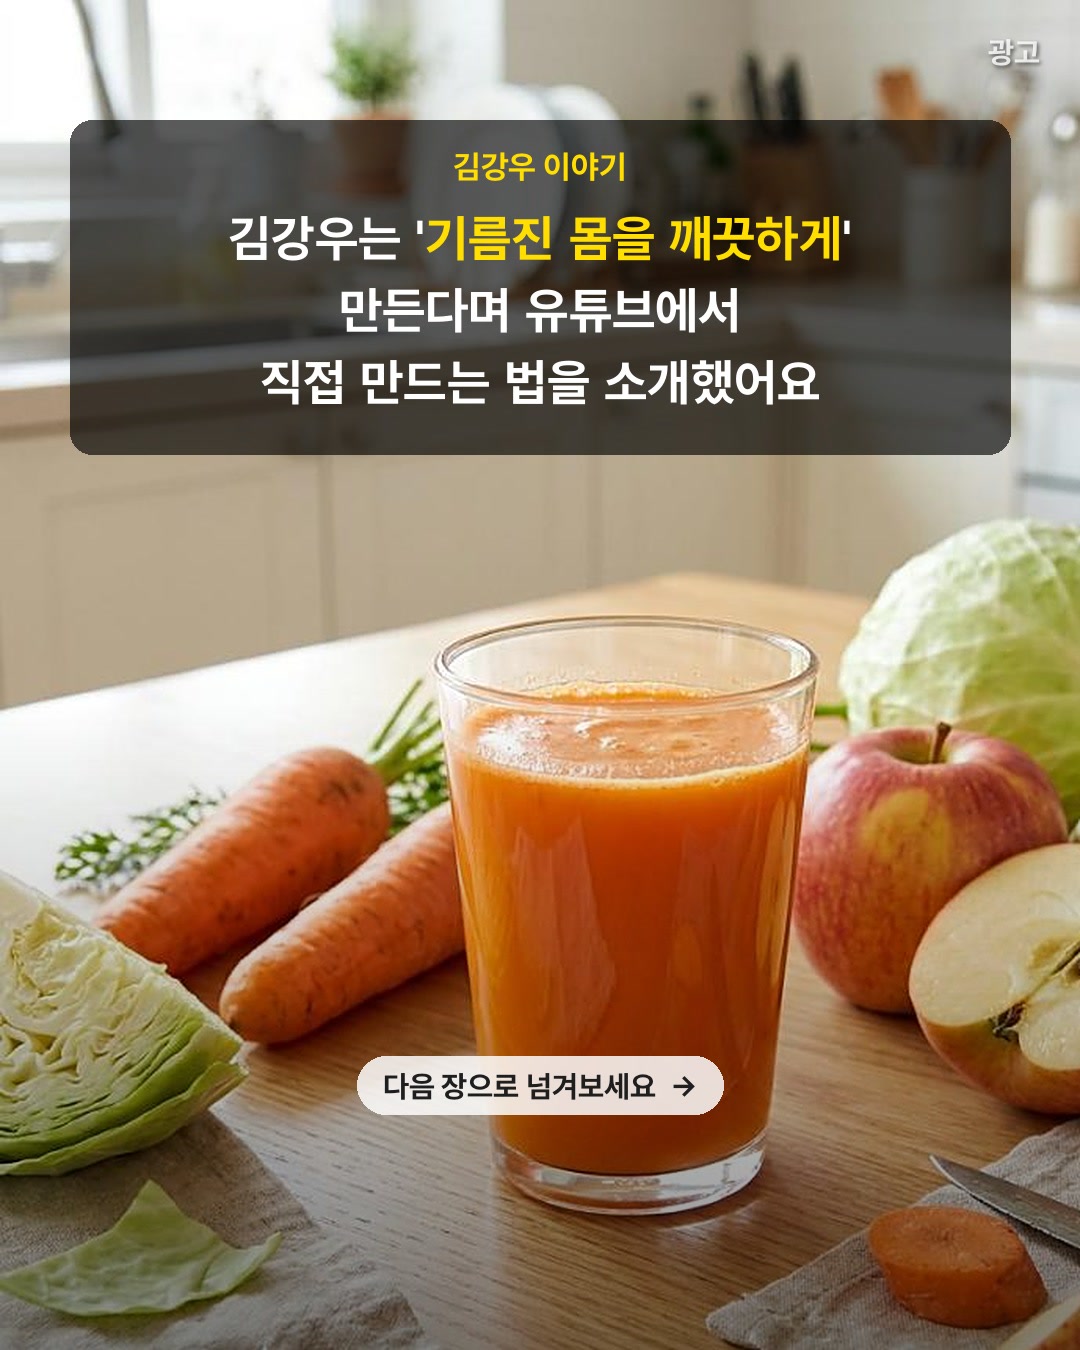 광고
김강우 이야기
김강우는 '기름진 몸을 깨끗하게'
만든다며 유튜브에서
직접 만드는 법을 소개했어요
다음 장으로 넘겨보세요 →